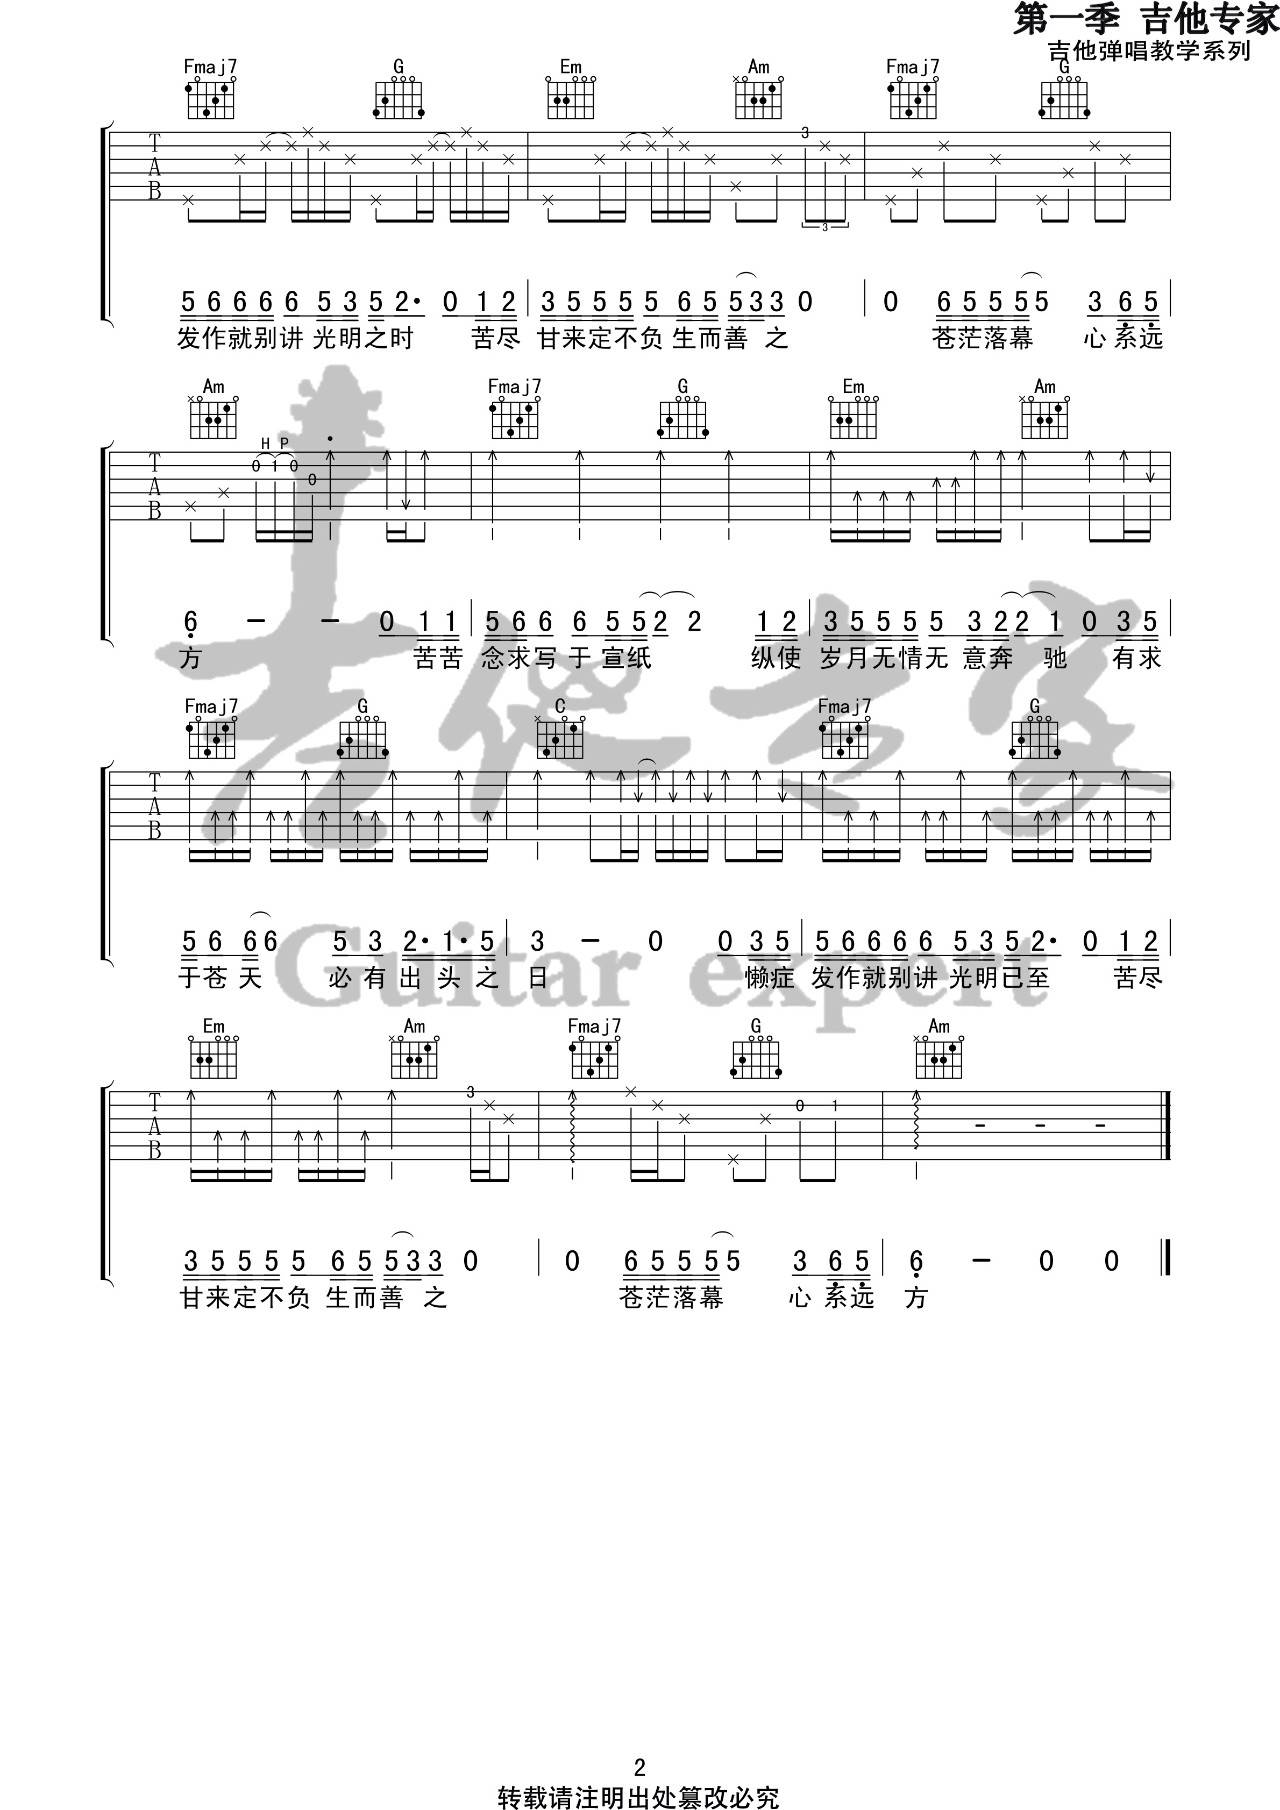 第一季 吉他专家
吉他弹唱教学系列
Fmaj7 G Em Am Fmaj7 G
T
A
B
3
3
5 6 6 6 6 5 3 5 2· 0 1 2 3 5 5 5 5 6 5 5 3 3 0 0 6 5 5 5 5 3 6 5
发作就别讲 光明之时 苦尽 甘来定不负 生而善 之 苍茫落幕 心 系远
Am Fmaj7 G Em Am
H P
T
A
B
0 1 0 0
6 – – 0 1 1 5 6 6 6 5 5 2 2 1 2 3 5 5 5 5 3 2 2 1 0 3 5
方 苦苦 念求写 于 宣纸 纵使 岁月无情无 意奔 驰 有求
Fmaj7 G C Fmaj7 G
T
A
B
5 6 6 6 5 3 2· 1· 5 3 – 0 0 3 5 5 6 6 6 6 5 3 5 2· 0 1 2
于苍 天 必 有 出 头 之 日 懒症 发作就别讲 光明已至 苦尽
Em Am Fmaj7 G Am
T
A
B
3 0 1 - - -
3 5 5 5 5 6 5 5 3 3 0 0 6 5 5 5 5 3 6 5 6 – 0 0
甘来定不负 生而善 之 苍茫落幕 心 系远 方
吉他专家
Guitar expert
2
转载请注明出处篡改必究